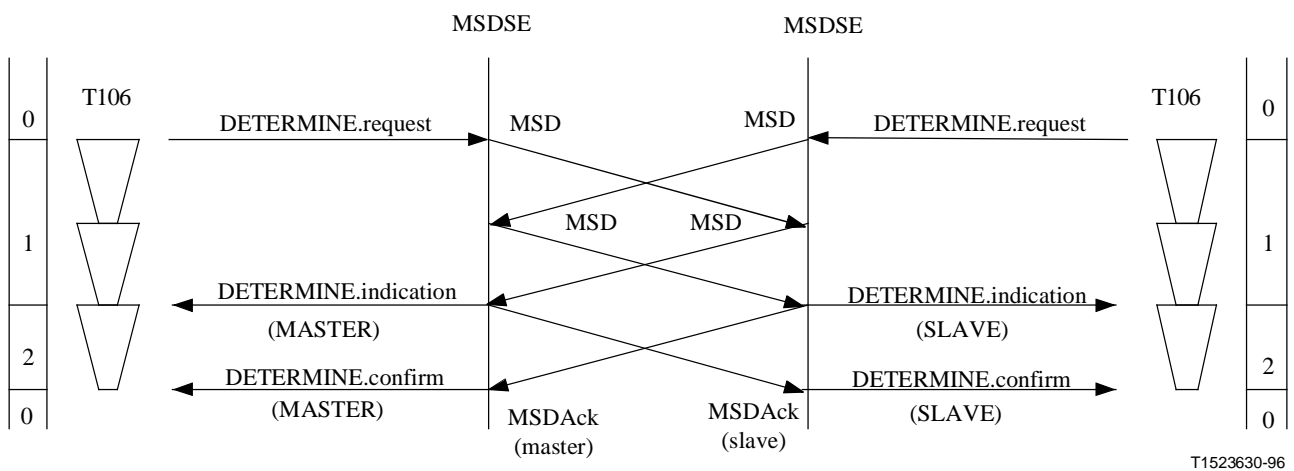 MSDSE MSDSE
T106 T106
0 0
DETERMINE.request MSD MSD DETERMINE.request
MSD MSD
1 1
DETERMINE.indication DETERMINE.indication
(MASTER) (SLAVE)
2 2
DETERMINE.confirm DETERMINE.confirm
(MASTER) (SLAVE)
0 0
MSDAck MSDAck
(master) (slave)
T1523630-96